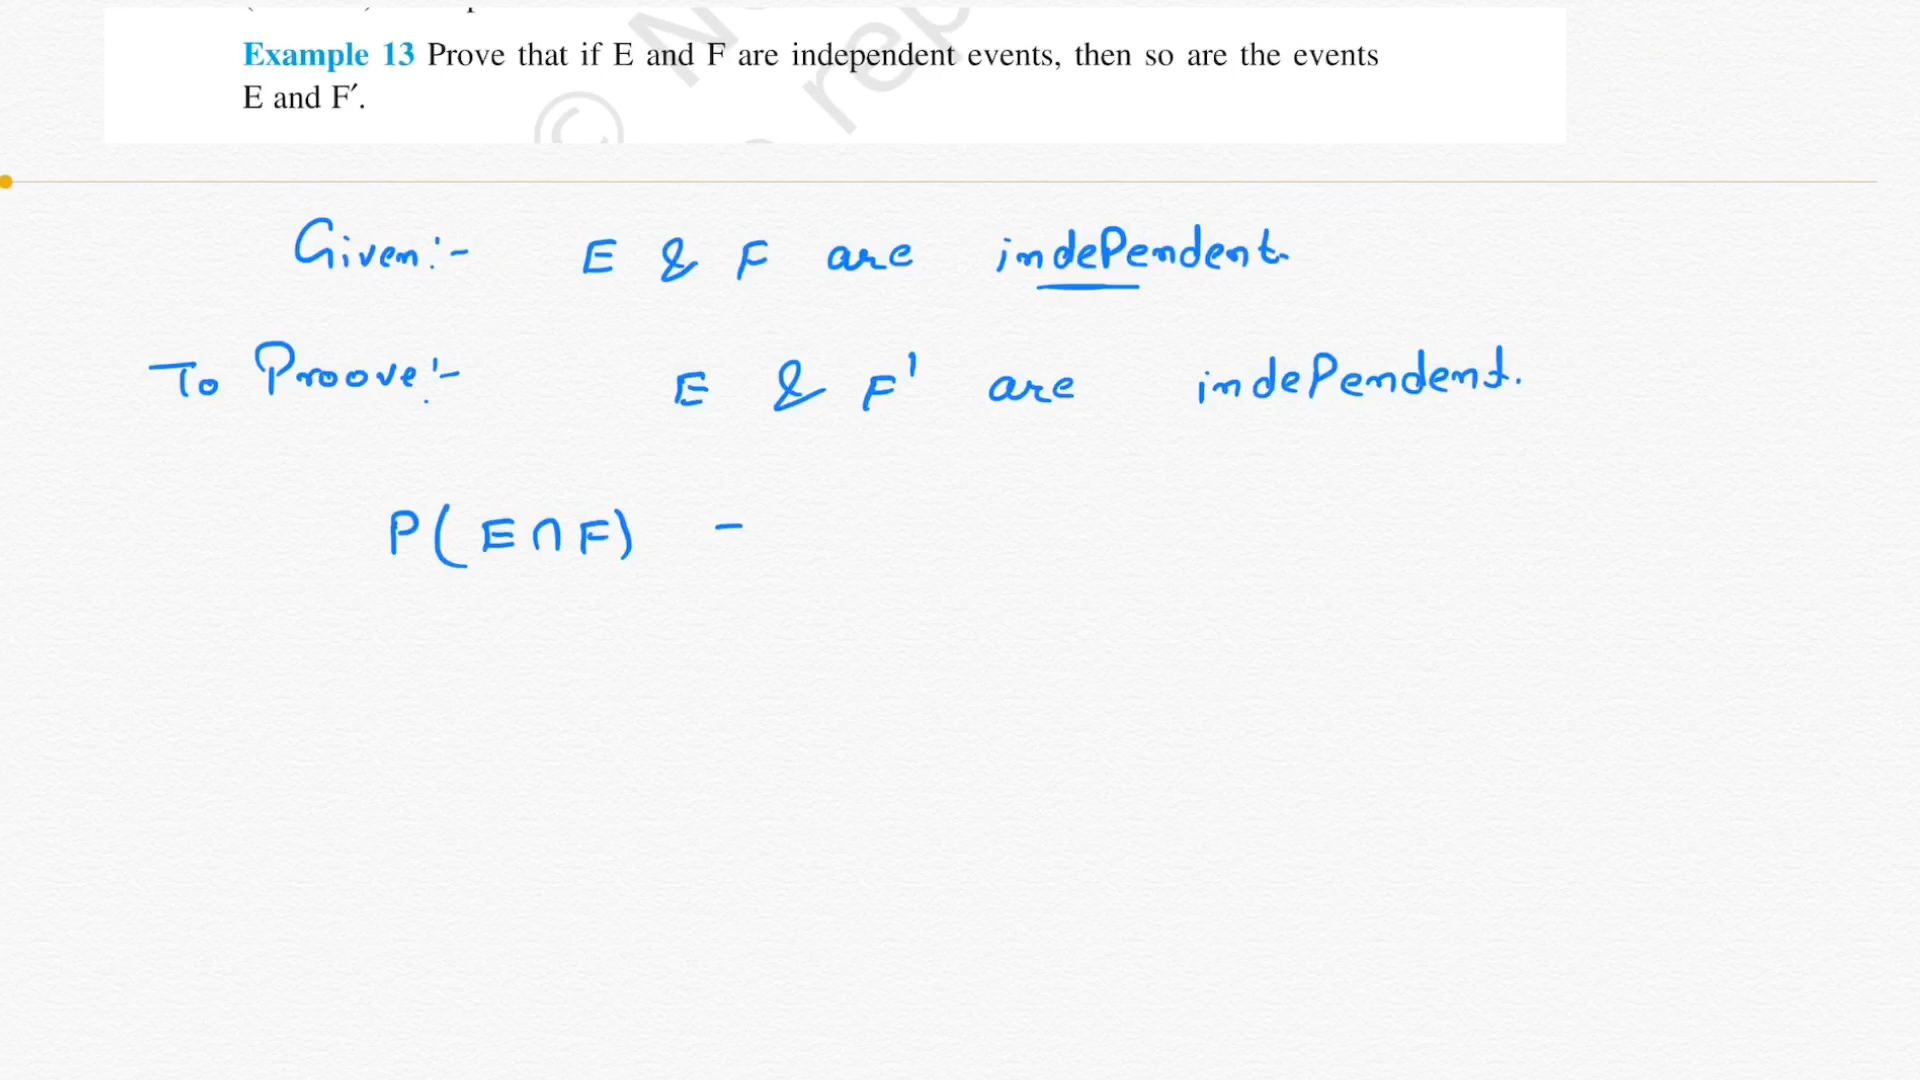 Example 13 Prove that if E and F are independent events, then so are the events
E and F′.
© N
rep
Given:- E & F are indePendent.
To Proove:- E & F' are indePendent.
P(E∩F) -